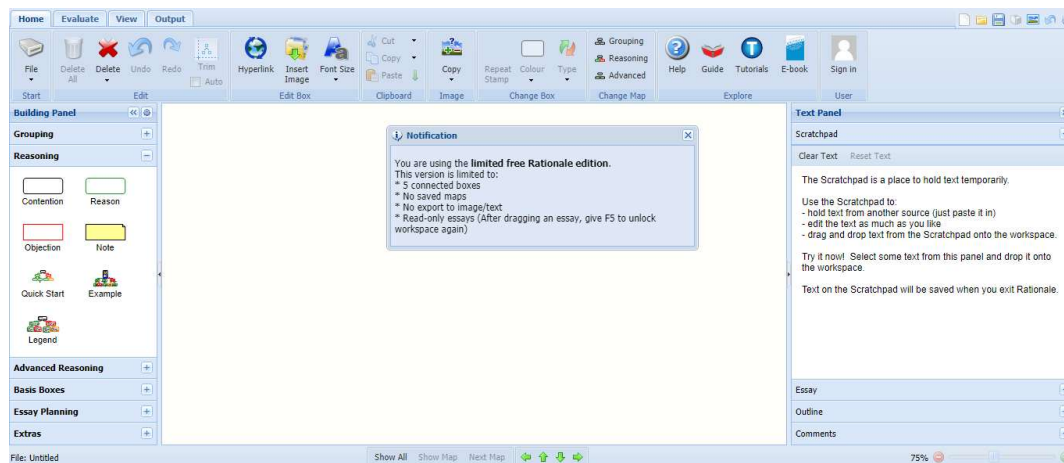 Home Evaluate View Output
File Delete All Delete Undo Redo Trim Auto Hyperlink Insert Image Font Size Cut Copy Paste Copy Repeat Stamp Colour Type Grouping Reasoning Advanced Help Guide Tutorials E-book Sign in
Start Edit Edit Box Clipboard Image Change Box Change Map Explore User
Building Panel
Grouping
Reasoning
Contention Reason
Objection Note
Quick Start Example
Legend
Advanced Reasoning
Basis Boxes
Essay Planning
Extras
Notification
You are using the limited free Rationale edition.
This version is limited to:
* 5 connected boxes
* No saved maps
* No export to image/text
* Read-only essays (After dragging an essay, give F5 to unlock
workspace again)
Text Panel
Scratchpad
Clear Text Reset Text
The Scratchpad is a place to hold text temporarily.
Use the Scratchpad to:
- hold text from another source (just paste it in)
- edit the text as much as you like
- drag and drop text from the Scratchpad onto the workspace.
Try it now! Select some text from this panel and drop it onto
the workspace.
Text on the Scratchpad will be saved when you exit Rationale.
Essay
Outline
Comments
File: Untitled Show All Show Map Next Map 75%